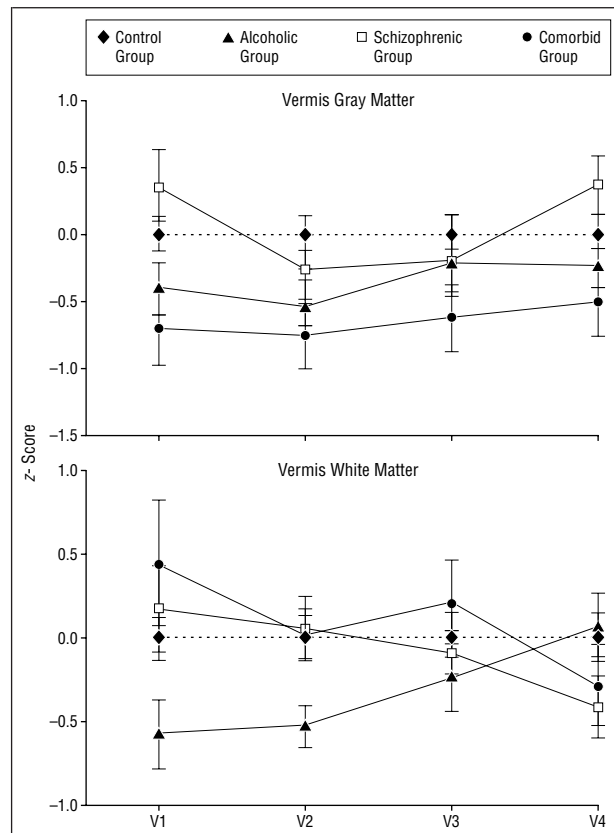 Control Group
Alcoholic Group
Schizophrenic Group
Comorbid Group
Vermis Gray Matter
1.0
0.5
0.0
–0.5
–1.0
–1.5
z- Score
Vermis White Matter
1.0
0.5
0.0
–0.5
–1.0
V1 V2 V3 V4